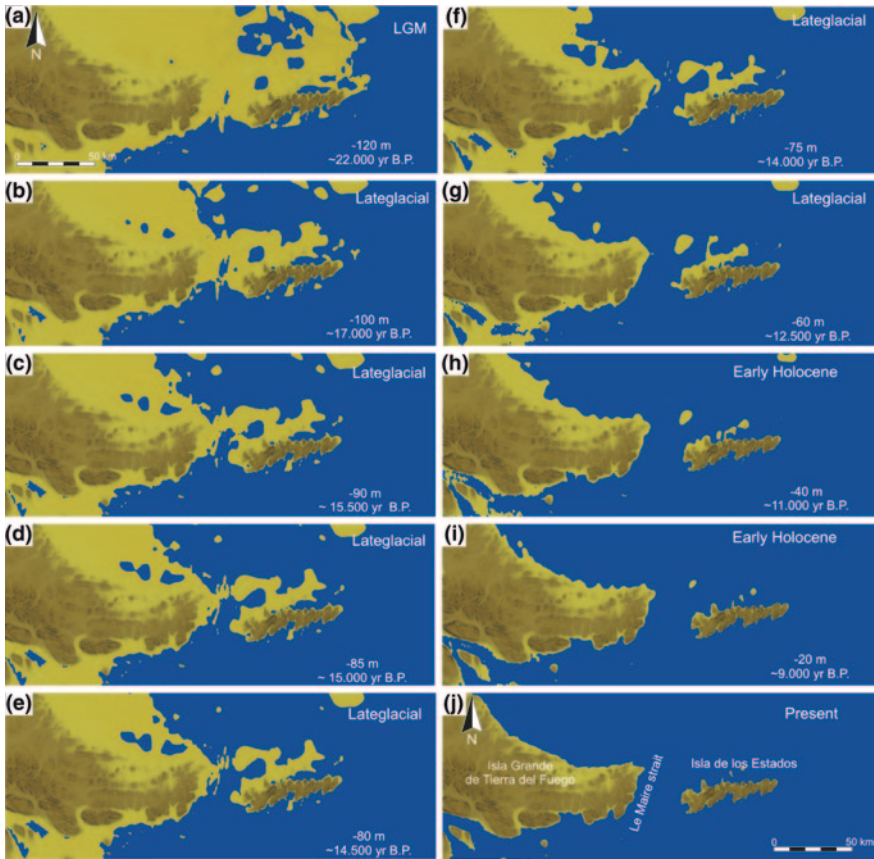 (a)
N
LGM
0
50 km
-120 m
~22.000 yr B.P.
(b)
Lateglacial
-100 m
~17.000 yr B.P.
(c)
Lateglacial
-90 m
~ 15.500 yr B.P.
(d)
Lateglacial
-85 m
~ 15.000 yr B.P.
(e)
Lateglacial
-80 m
~14.500 yr B.P.
(f)
Lateglacial
-75 m
~14.000 yr B.P.
(g)
Lateglacial
-60 m
~12.500 yr B.P.
(h)
Early Holocene
-40 m
~11.000 yr B.P.
(i)
Early Holocene
-20 m
~9.000 yr B.P.
(j)
N
Present
Isla Grande
de Tierra del Fuego
Le Maire strait
Isla de los Estados
0
50 km